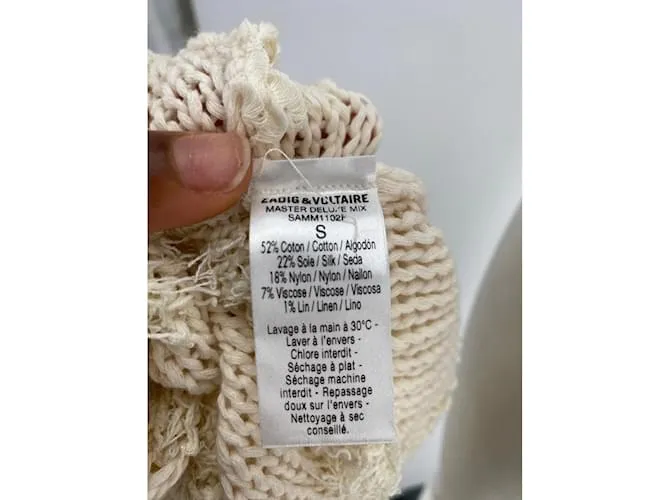 ZADIG & VOLTAIRE
MASTER DELUXE MIX
SAMM1102F
S
52% Coton / Cotton / Algodón
22% Soie / Silk / Seda
18% Nylon / Nylon / Nailon
7% Viscose / Viscose / Viscosa
1% Lin / Linen / Lino
Lavage à la main à 30°C -
Laver à l'envers -
Chlore interdit -
Séchage à plat -
Séchage machine
interdit - Repassage
doux sur l'envers -
Nettoyage à sec
conseillé.